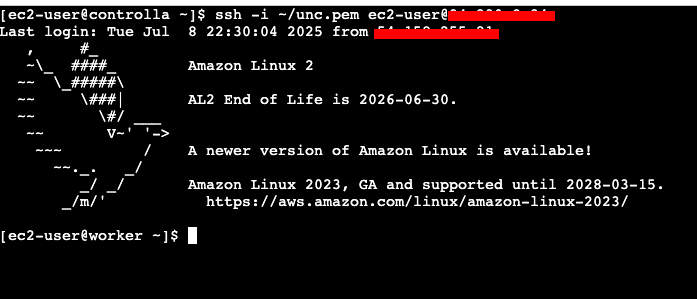 [ec2-user@controlla ~]$ ssh -i ~/unc.pem ec2-user@
Last login: Tue Jul  8 22:30:04 2025 from
   ,     #_
   ~\_  ####_        Amazon Linux 2
  ~~  \_#####\
  ~~     \###|       AL2 End of Life is 2026-06-30.
  ~~       \#/ ___
   ~~       V~' '->
    ~~~         /    A newer version of Amazon Linux is available!
      ~~._.   _/
         _/ _/       Amazon Linux 2023, GA and supported until 2028-03-15.
       _/m/'           https://aws.amazon.com/linux/amazon-linux-2023/
[ec2-user@worker ~]$